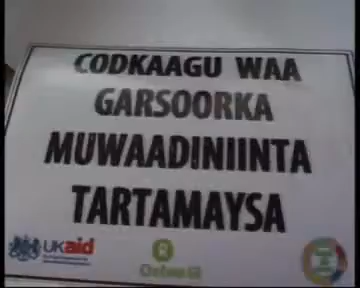 CODKAAGU WAA
GARSOORKA
MUWAADINIINTA
TARTAMAYSA
UKaid
Oxfam